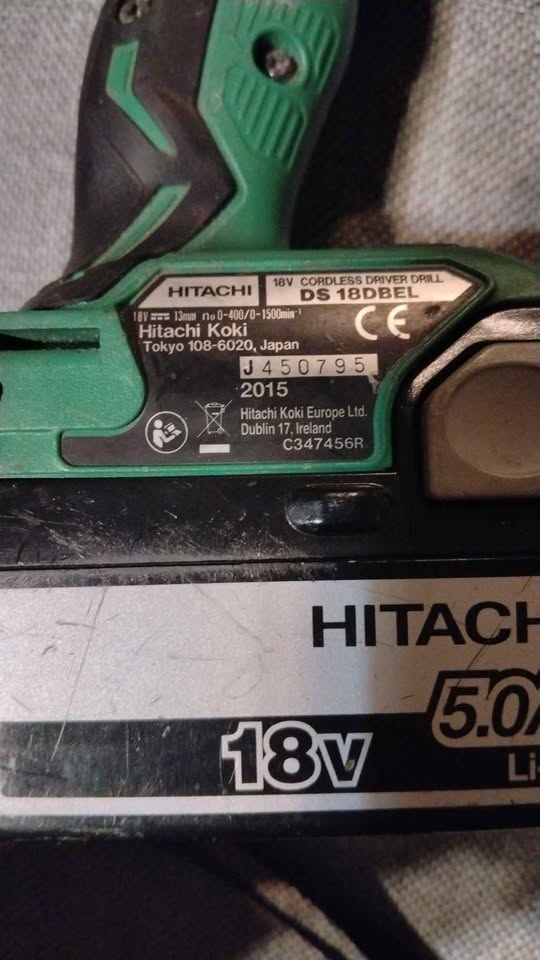 HITACHI
18V CORDLESS DRIVER DRILL
DS 18DBEL
18V 13mm no 0-400/0-1500min⁻¹
Hitachi Koki
Tokyo 108-6020, Japan
CE
J450795
2015
Hitachi Koki Europe Ltd.
Dublin 17, Ireland
C347456R
HITACH
5.0
18V
Li-